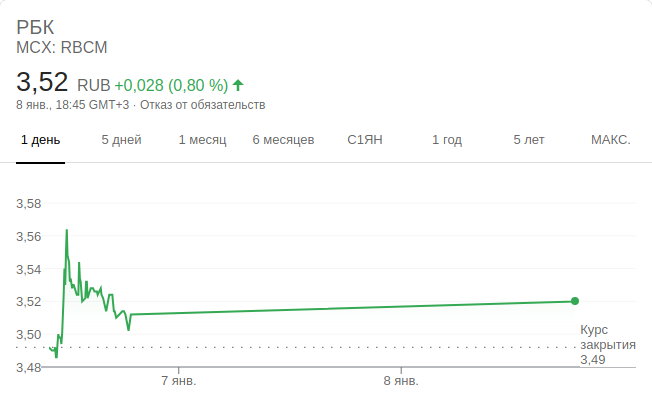 РБК
MCX: RBCM
3,52 RUB +0,028 (0,80 %)
8 янв., 18:45 GMT+3 · Отказ от обязательств
1 день 5 дней 1 месяц 6 месяцев С1ЯН 1 год 5 лет МАКС.
3,58
3,56
3,54
3,52
3,50
3,48
Курс
закрытия
3,49
7 янв. 8 янв.